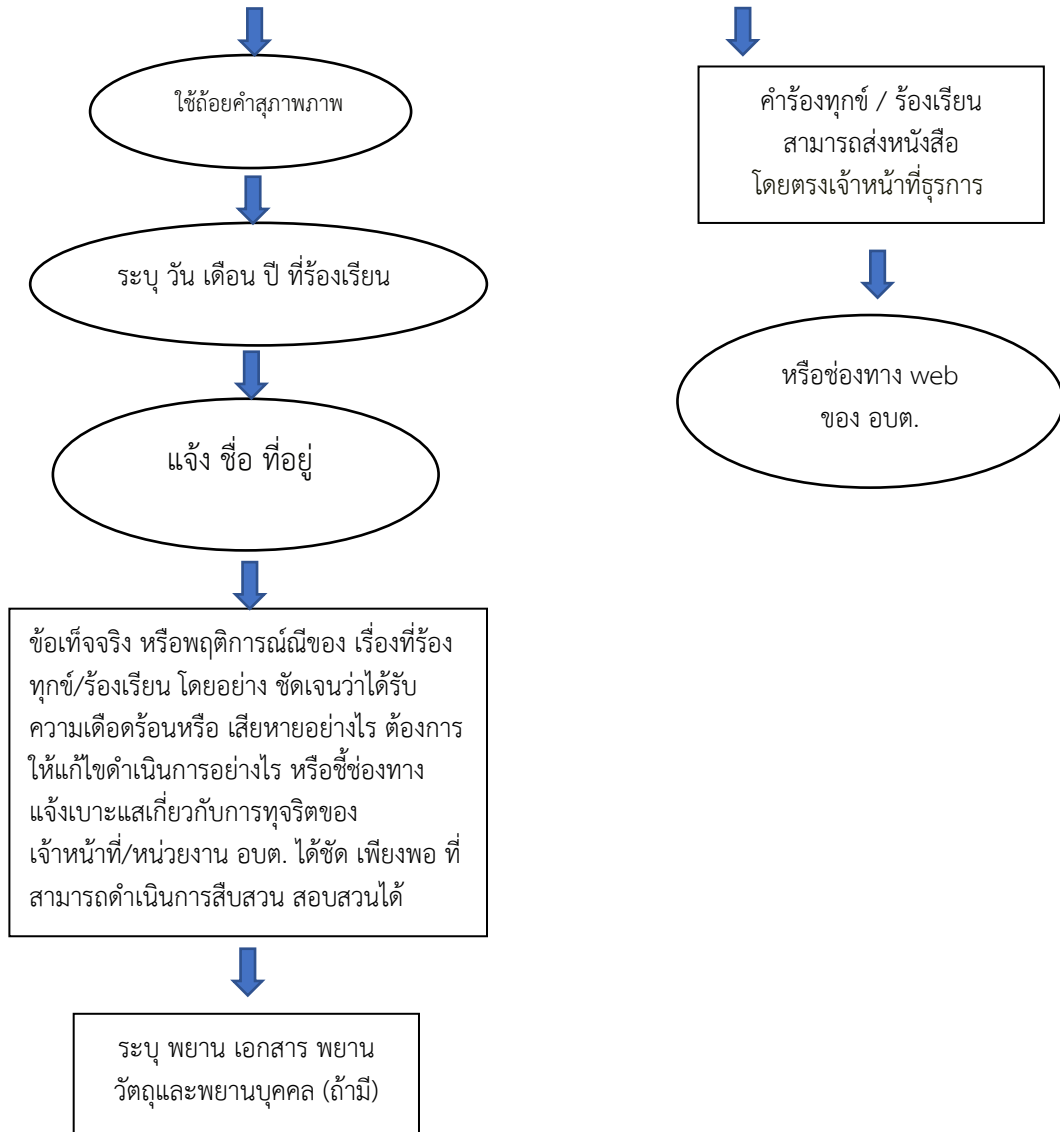 ใช้ถ้อยคำสุภาพภาพ
ระบุ วัน เดือน ปี ที่ร้องเรียน
แจ้ง ชื่อ ที่อยู่
ข้อเท็จจริง หรือพฤติการณ์ณีของ เรื่องที่ร้อง
ทุกข์/ร้องเรียน โดยอย่าง ชัดเจนว่าได้รับ
ความเดือดร้อนหรือ เสียหายอย่างไร ต้องการ
ให้แก้ไขดำเนินการอย่างไร หรือชี้ช่องทาง
แจ้งเบาะแสเกี่ยวกับการทุจริตของ
เจ้าหน้าที่/หน่วยงาน อบต. ได้ชัด เพียงพอ ที่
สามารถดำเนินการสืบสวน สอบสวนได้
ระบุ พยาน เอกสาร พยาน
วัตถุและพยานบุคคล (ถ้ามี)
คำร้องทุกข์ / ร้องเรียน
สามารถส่งหนังสือ
โดยตรงเจ้าหน้าที่ธุรการ
หรือช่องทาง web
ของ อบต.